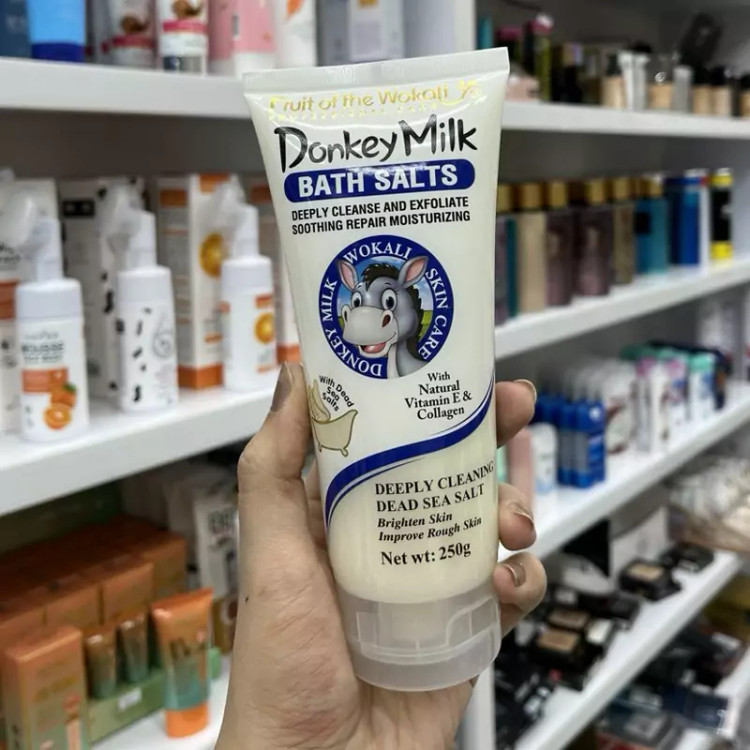 Fruit of the Wokali
Donkey Milk
BATH SALTS
DEEPLY CLEANSE AND EXFOLIATE
SOOTHING REPAIR MOISTURIZING
WOKALI SKIN CARE
DONKEY MILK
With Dead
Sea
Salts
With
Natural
Vitamin E &
Collagen
DEEPLY CLEANING
DEAD SEA SALT
Brighten Skin
Improve Rough Skin
Net wt: 250g
MOUSSE